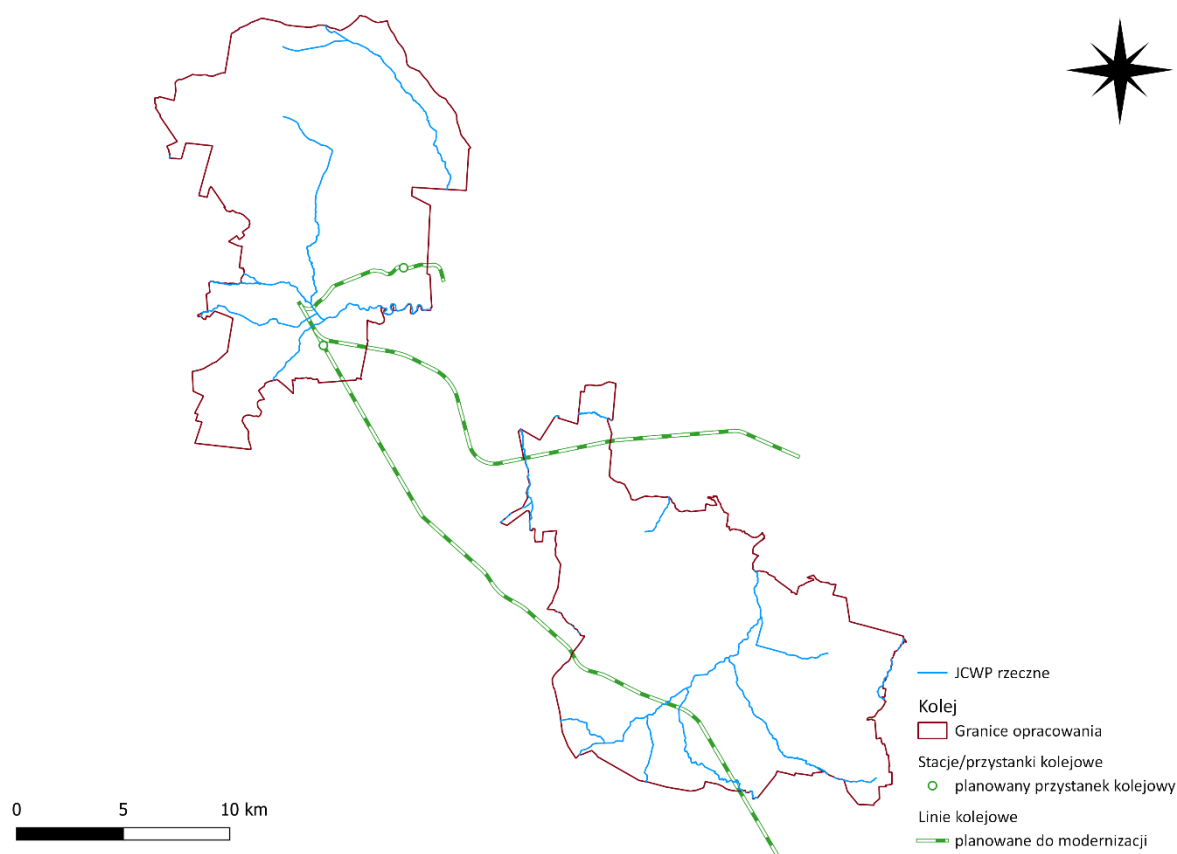 JCWP rzeczne
Kolej
Granice opracowania
Stacje/przystanki kolejowe
planowany przystanek kolejowy
Linie kolejowe
planowane do modernizacji
0 5 10 km